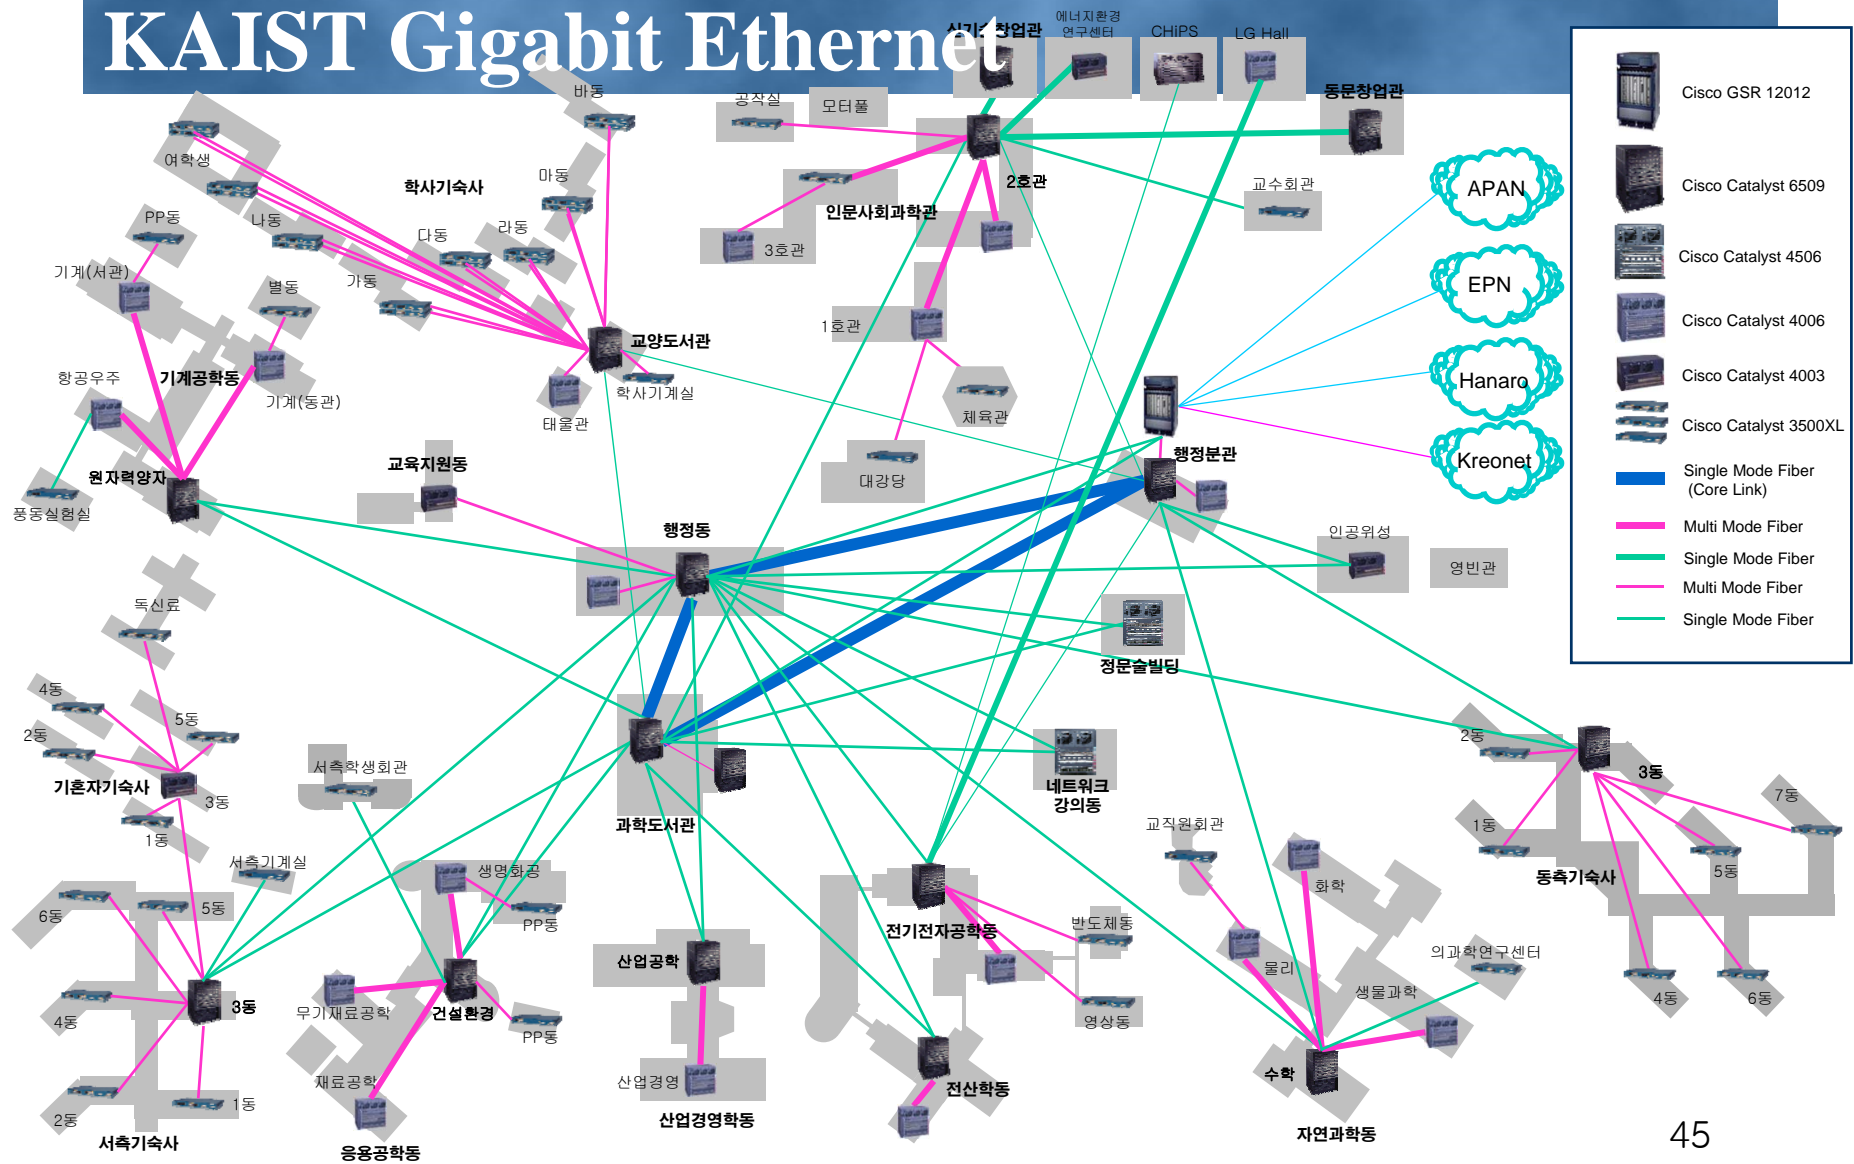 KAIST Gigabit Ethernet
신기술창업관
에너지환경
연구센터
CHiPS
LG Hall
동문창업관
바동
공작실
모터풀
여학생
학사기숙사
마동
2호관
교수회관
인문사회과학관
PP동
나동
다동
라동
3호관
기계(서관)
별동
가동
1호관
교양도서관
항공우주
기계공학동
기계(동관)
태울관
학사기계실
체육관
원자력양자
교육지원동
대강당
행정분관
풍동실험실
행정동
인공위성
영빈관
독신료
정문술빌딩
4동
5동
2동
기혼자기숙사
3동
1동
서측학생회관
과학도서관
네트워크
강의동
2동
3동
7동
1동
5동
동측기숙사
4동
6동
서측기계실
생명화공
PP동
6동
5동
4동
3동
2동
1동
서측기숙사
무기재료공학
건설환경
PP동
재료공학
응용공학동
산업공학
산업경영
산업경영학동
전기전자공학동
반도체동
영상동
전산학동
교직원회관
화학
물리
의과학연구센터
생물과학
수학
자연과학동
APAN
EPN
Hanaro
Kreonet
Cisco GSR 12012
Cisco Catalyst 6509
Cisco Catalyst 4506
Cisco Catalyst 4006
Cisco Catalyst 4003
Cisco Catalyst 3500XL
Single Mode Fiber
(Core Link)
Multi Mode Fiber
Single Mode Fiber
Multi Mode Fiber
Single Mode Fiber
45